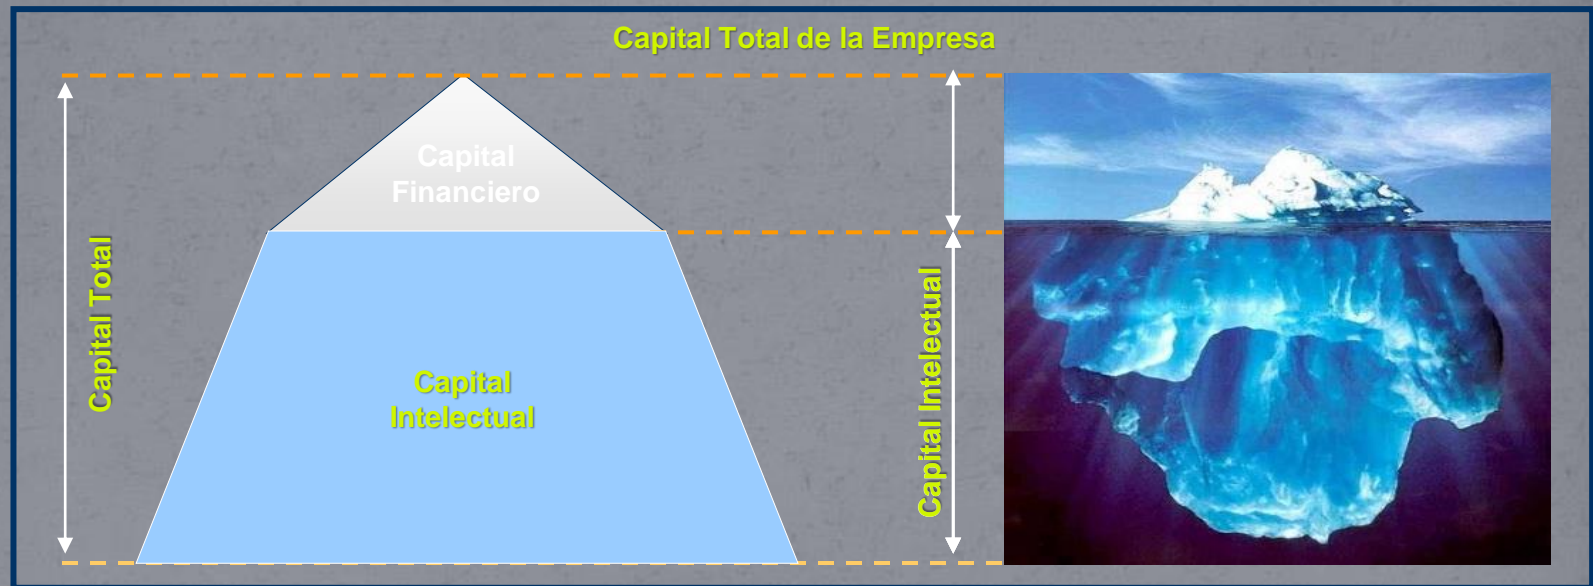 Capital Total de la Empresa
Capital
Financiero
Capital Total
Capital
Intelectual
Capital Intelectual